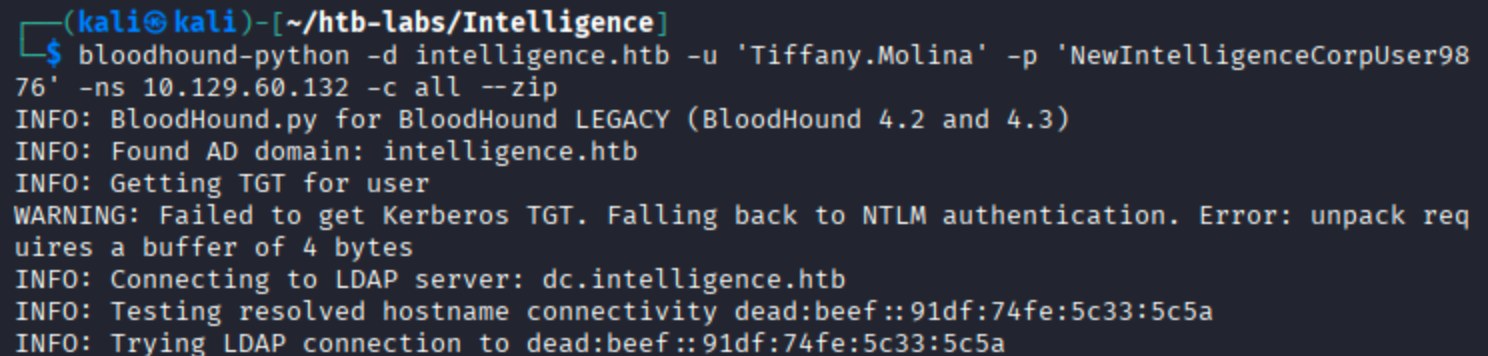 ┌──(kali㉿kali)-[~/htb-labs/Intelligence]
└─$ bloodhound-python -d intelligence.htb -u 'Tiffany.Molina' -p 'NewIntelligenceCorpUser98
76' -ns 10.129.60.132 -c all --zip
INFO: BloodHound.py for BloodHound LEGACY (BloodHound 4.2 and 4.3)
INFO: Found AD domain: intelligence.htb
INFO: Getting TGT for user
WARNING: Failed to get Kerberos TGT. Falling back to NTLM authentication. Error: unpack req
uires a buffer of 4 bytes
INFO: Connecting to LDAP server: dc.intelligence.htb
INFO: Testing resolved hostname connectivity dead:beef::91df:74fe:5c33:5c5a
INFO: Trying LDAP connection to dead:beef::91df:74fe:5c33:5c5a